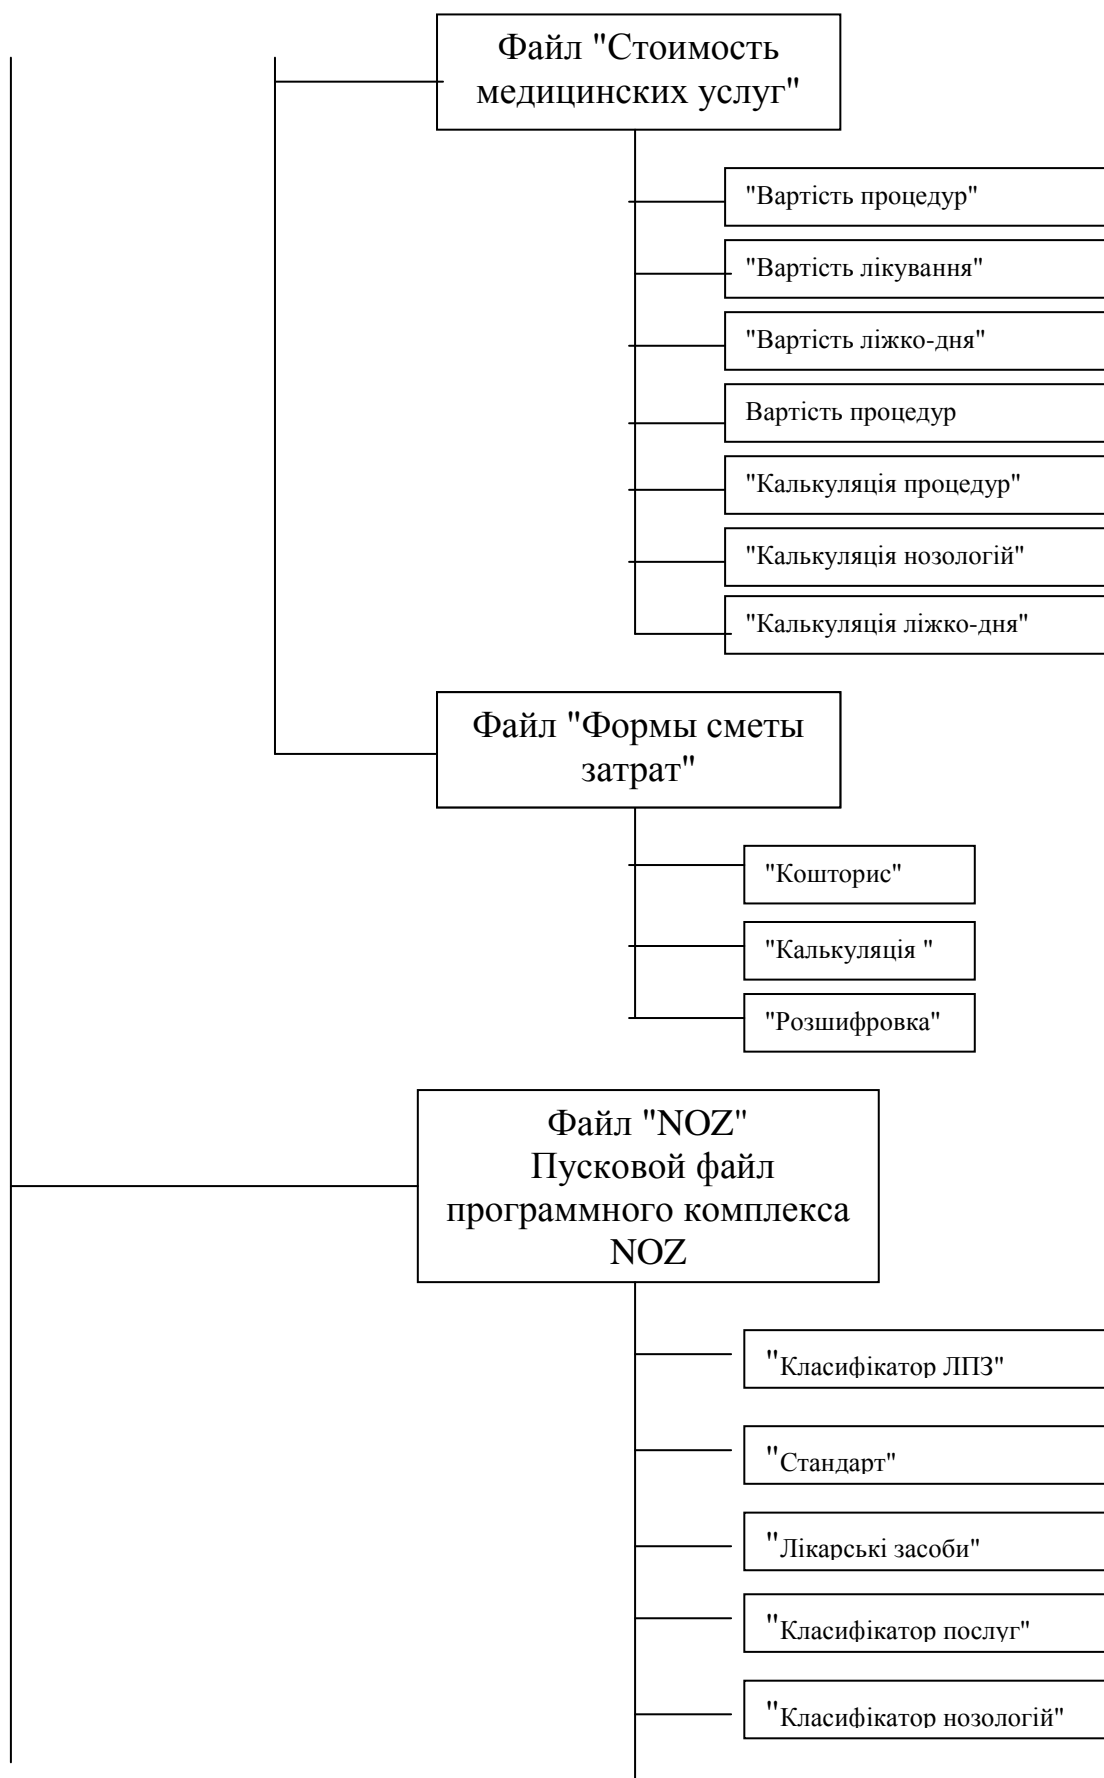 Файл "Стоимость
медицинских услуг"
"Вартість процедур"
"Вартість лікування"
"Вартість ліжко-дня"
Вартість процедур
"Калькуляція процедур"
"Калькуляція нозологій"
"Калькуляція ліжко-дня"
Файл "Формы сметы
затрат"
"Кошторис"
"Калькуляція "
"Розшифровка"
Файл "NOZ"
Пусковой файл
программного комплекса
NOZ
"Класифікатор ЛПЗ"
"Стандарт"
"Лікарські засоби"
"Класифікатор послуг"
"Класифікатор нозологій"